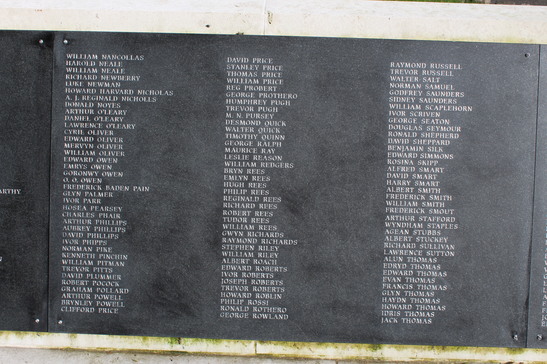 WILLIAM NANCOLLAS
HAROLD NEALE
WILLIAM NEALE
RICHARD NEWBERRY
LUKE NEWMAN
HOWARD HARVARD NICHOLAS
A. J. REGINALD NICHOLLS
DONALD NOYES
ARTHUR O'LEARY
DANIEL O'LEARY
LAWRENCE O'LEARY
CYRIL OLIVER
EDWARD OLIVER
MERVYN OLIVER
WILLIAM OLIVER
EDWARD OWEN
EMRYS OWEN
GORONWY OWEN
O. O. OWEN
FREDERICK BADEN PAIN
GLYN PALMER
IVOR PARR
HOSEA PEARSEY
CHARLES PHAIR
ARTHUR PHILLIPS
AUBREY PHILLIPS
DAVID PHILLIPS
IVOR PHIPPS
NORMAN PIKE
KENNETH PINCHIN
WILLIAM PITMAN
TREVOR PITTS
DAVID PLUMMER
ROBERT POCOCK
GRAHAM POLLARD
ARTHUR POWELL
BRYNLEY POWELL
CLIFFORD PRICE
DAVID PRICE
STANLEY PRICE
THOMAS PRICE
WILLIAM PRICE
REG PROBERT
GEORGE PROTHERO
HUMPHREY PUGH
TREVOR PUGH
M. N. PURSEY
DESMOND QUICK
WALTER QUICK
TIMOTHY QUINN
GEORGE RALPH
MAURICE RAY
LESLIE REASON
WILLIAM REDGERS
BRYN REES
EMLYN REES
HUGH REES
PHILIP REES
REGINALD REES
RICHARD REES
ROBERT REES
TUDOR REES
WILLIAM REES
GWYN RICHARDS
RAYMOND RICHARDS
STEPHEN RILEY
WILLIAM RILEY
ALBERT ROACH
EDWARD ROBERTS
IVOR ROBERTS
JOSEPH ROBERTS
TREVOR ROBERTS
HOWARD ROBLIN
PHILIP ROSSI
RONALD ROTHERO
GEORGE ROWLAND
RAYMOND RUSSELL
TREVOR RUSSELL
WALTER SALT
NORMAN SAMUEL
GODFREY SAUNDERS
SIDNEY SAUNDERS
WILLIAM SCAPLEHORN
IVOR SCRIVEN
GEORGE SEATON
DOUGLAS SEYMOUR
RONALD SHEPHERD
DAVID SHEPPARD
BENJAMIN SILK
EDWARD SIMMONS
ROSINA SKIPP
ALFRED SMART
DAVID SMART
HARRY SMART
ALBERT SMITH
FREDERICK SMITH
WILLIAM SMITH
FREDERICK SMOUT
ARTHUR STAFFORD
WYNDHAM STAPLES
AGEAN STUBBS
ALBERT STUCKEY
RICHARD SULLIVAN
LAWRENCE SUTTON
ALUN THOMAS
EDRYD THOMAS
EDWARD THOMAS
EVAN THOMAS
FRANCIS THOMAS
GLYN THOMAS
HAYDN THOMAS
HOWARD THOMAS
IDRIS THOMAS
JACK THOMAS